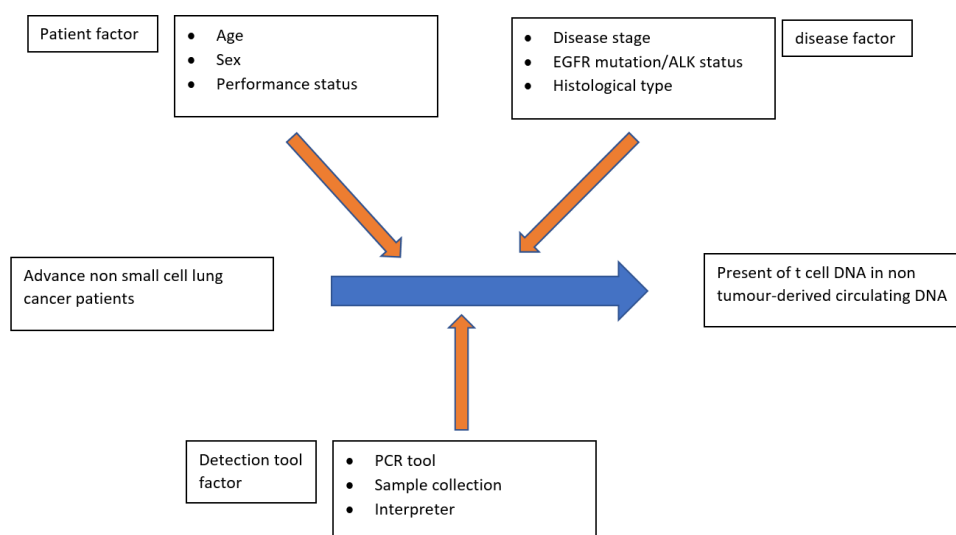 Patient factor
• Age
• Sex
• Performance status
• Disease stage
• EGFR mutation/ALK status
• Histological type
disease factor
Advance non small cell lung
cancer patients
Present of t cell DNA in non
tumour-derived circulating DNA
Detection tool
factor
• PCR tool
• Sample collection
• Interpreter